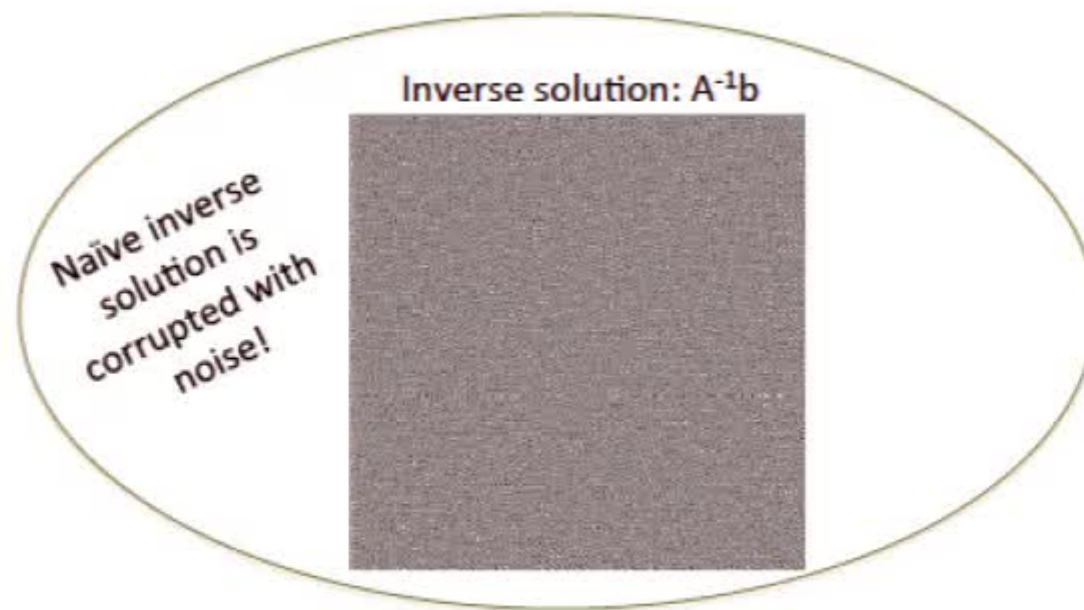 Inverse solution: A⁻¹b
Naïve inverse
solution is
corrupted with
noise!